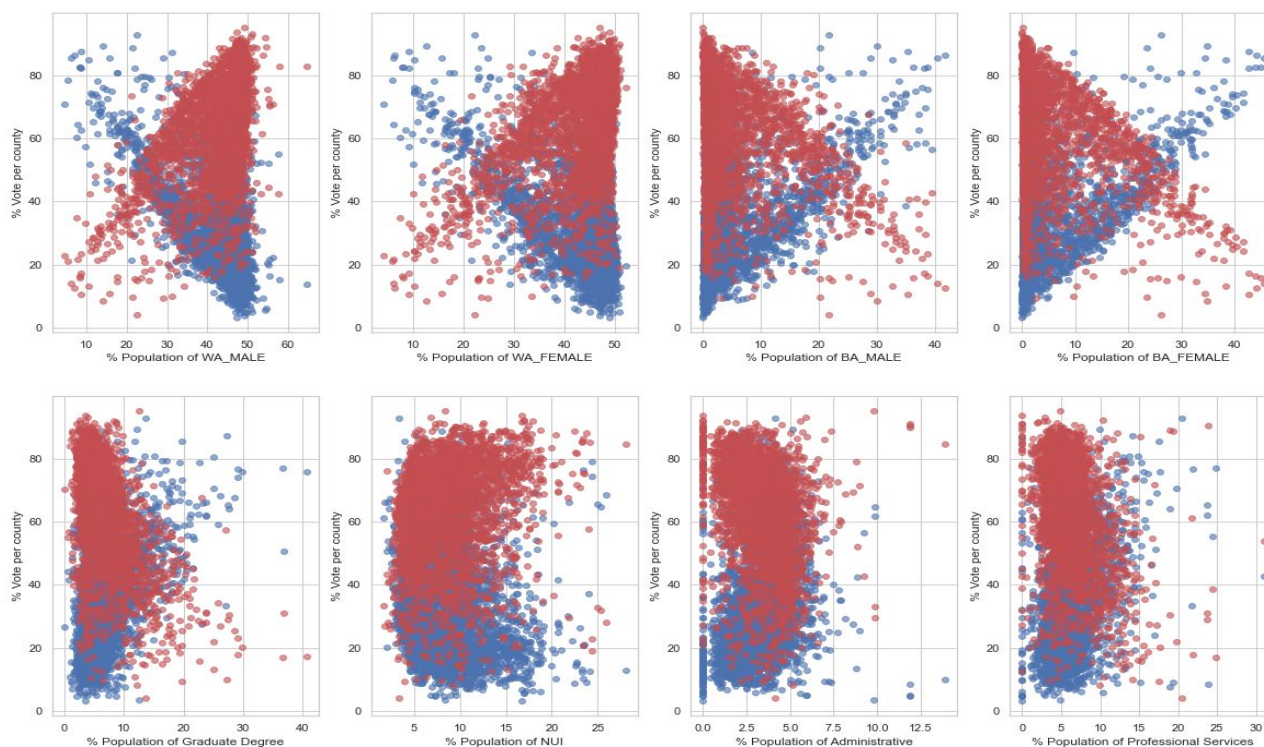 % Vote per county
80
60
40
20
0
10 20 30 40 50 60
% Population of WA_MALE
% Vote per county
80
60
40
20
0
10 20 30 40 50
% Population of WA_FEMALE
% Vote per county
80
60
40
20
0
0 10 20 30 40
% Population of BA_MALE
% Vote per county
80
60
40
20
0
0 10 20 30 40
% Population of BA_FEMALE
% Vote per county
80
60
40
20
0
0 10 20 30 40
% Population of Graduate Degree
% Vote per county
80
60
40
20
0
5 10 15 20 25
% Population of NUI
% Vote per county
80
60
40
20
0
0.0 2.5 5.0 7.5 10.0 12.5
% Population of Administrative
% Vote per county
80
60
40
20
0
0 5 10 15 20 25 30
% Population of Professional Services